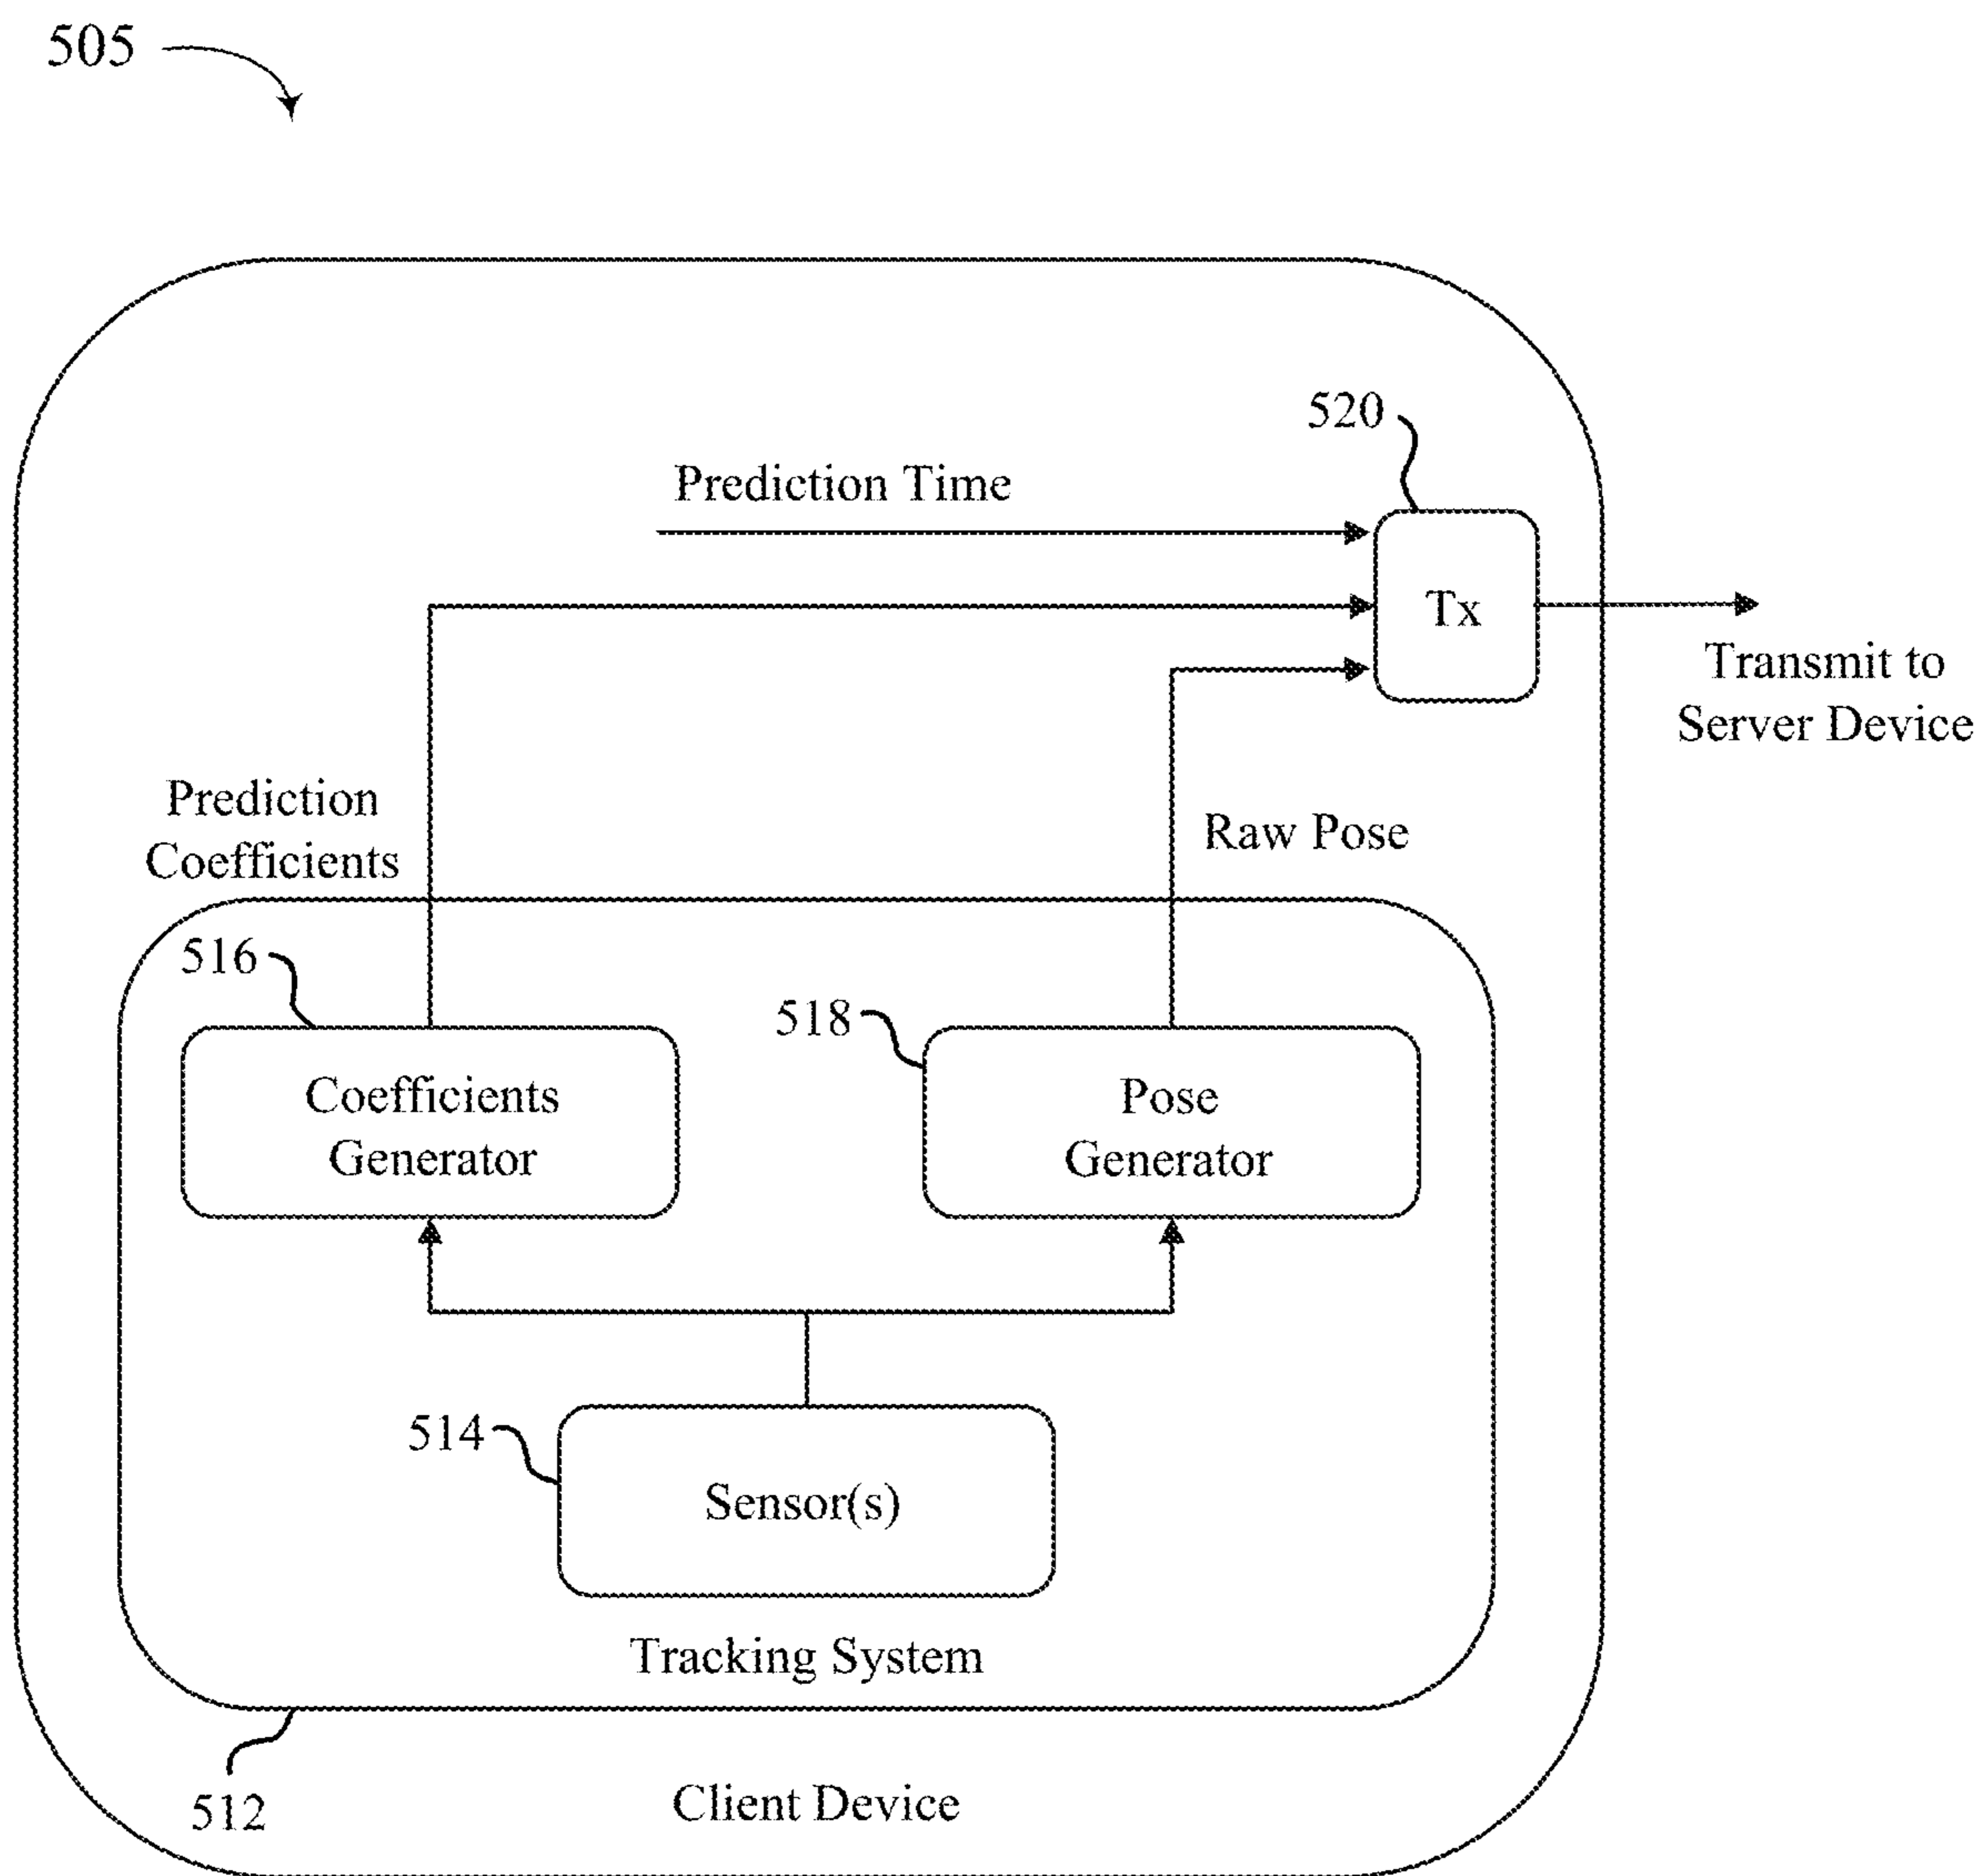 505
520
Prediction Time
Tx
Transmit to
Server Device
Prediction
Coefficients
Raw Pose
516
518
Coefficients
Generator
Pose
Generator
514
Sensor(s)
Tracking System
512
Client Device